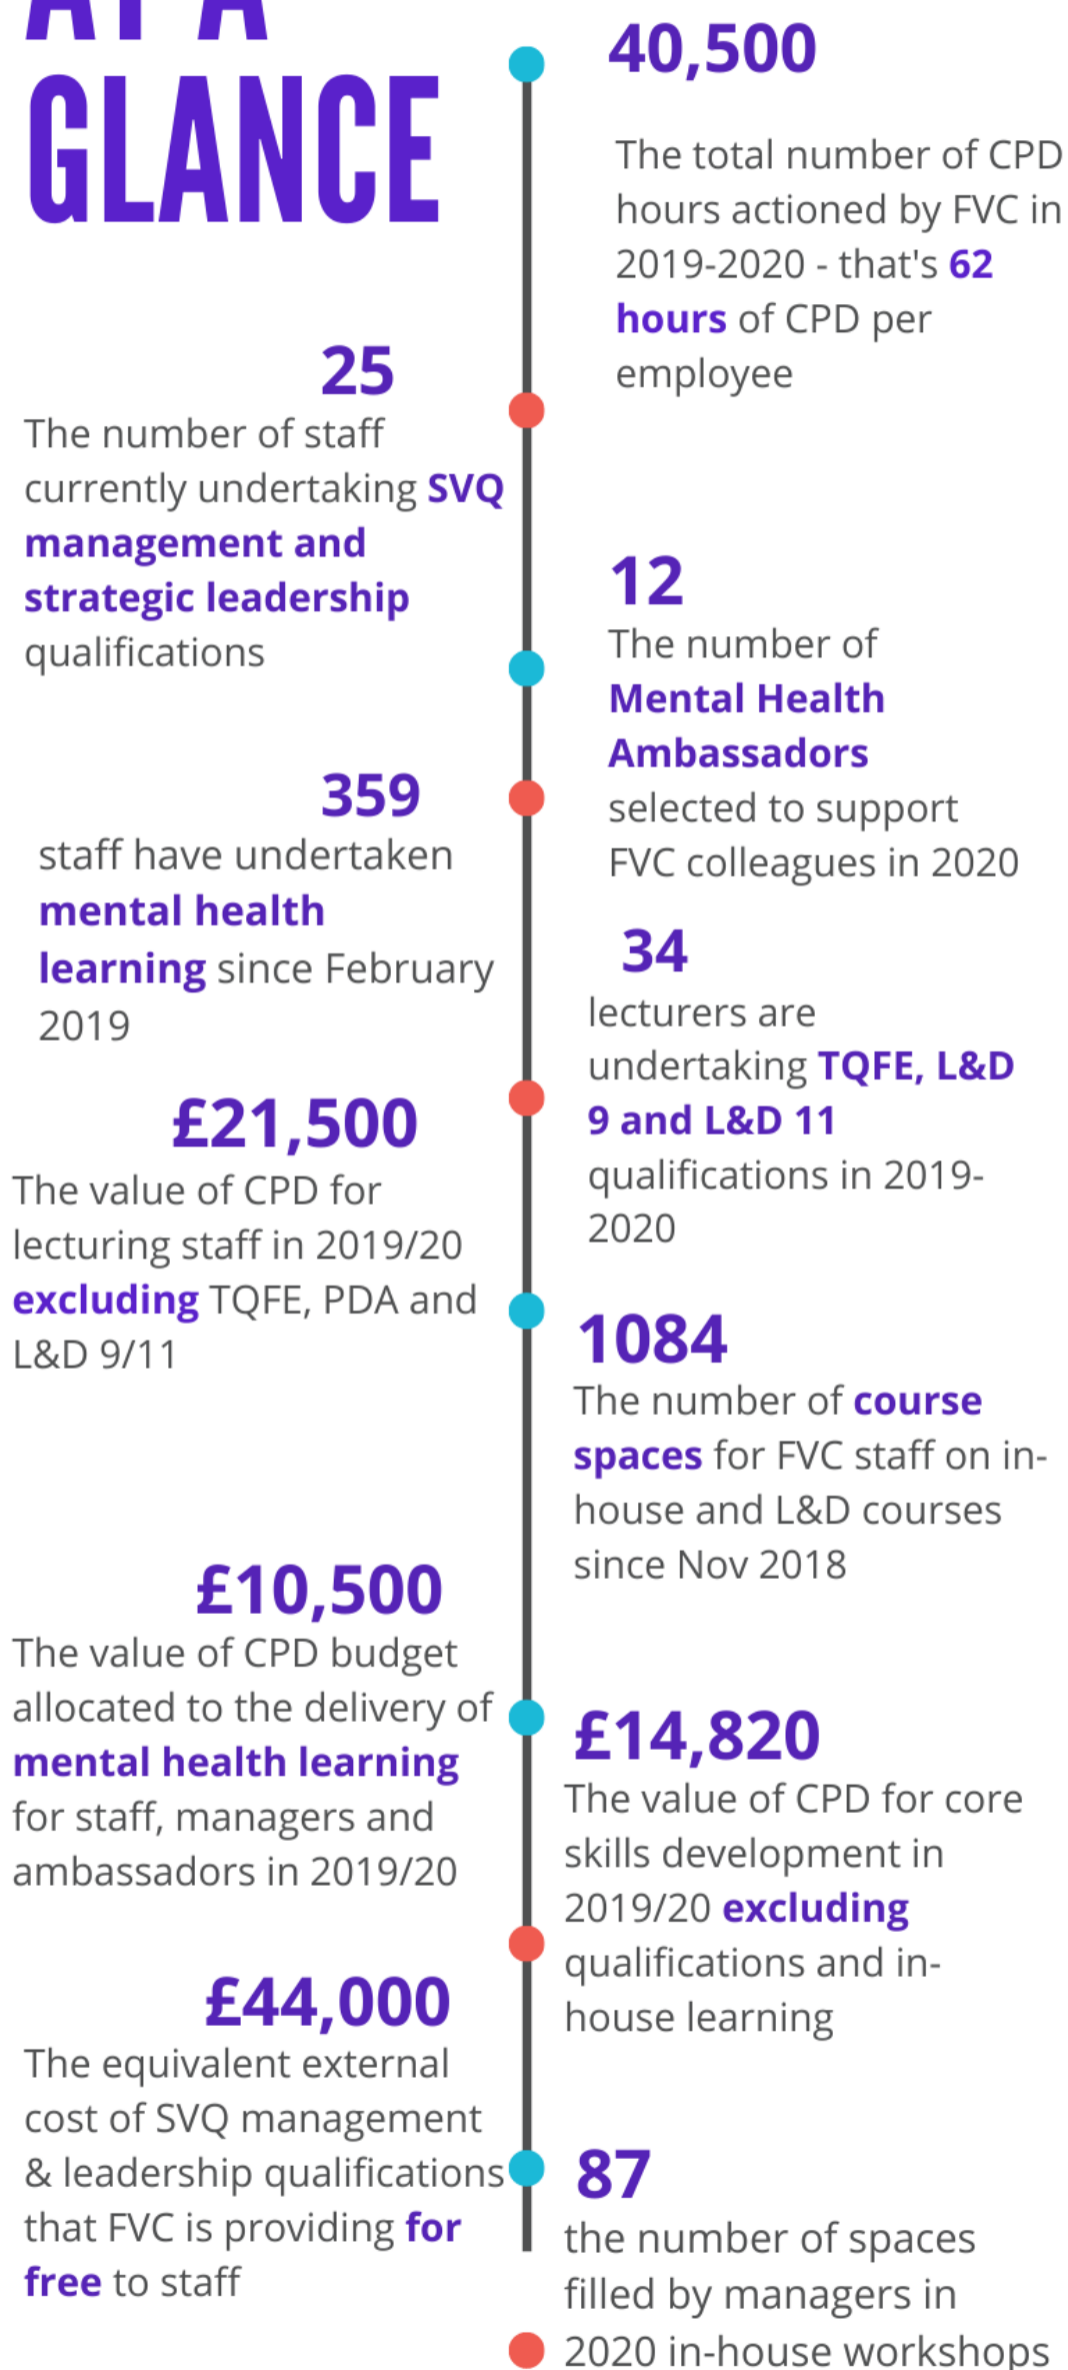 AT A
GLANCE
40,500
The total number of CPD
hours actioned by FVC in
2019-2020 - that's 62
hours of CPD per
employee
25
The number of staff
currently undertaking SVQ
management and
strategic leadership
qualifications
12
The number of
Mental Health
Ambassadors
selected to support
FVC colleagues in 2020
359
staff have undertaken
mental health
learning since February
2019
34
lecturers are
undertaking TQFE, L&D
9 and L&D 11
qualifications in 2019-
2020
£21,500
The value of CPD for
lecturing staff in 2019/20
excluding TQFE, PDA and
L&D 9/11
1084
The number of course
spaces for FVC staff on in-
house and L&D courses
since Nov 2018
£10,500
The value of CPD budget
allocated to the delivery of
mental health learning
for staff, managers and
ambassadors in 2019/20
£14,820
The value of CPD for core
skills development in
2019/20 excluding
qualifications and in-
house learning
£44,000
The equivalent external
cost of SVQ management
& leadership qualifications
that FVC is providing for
free to staff
87
the number of spaces
filled by managers in
2020 in-house workshops